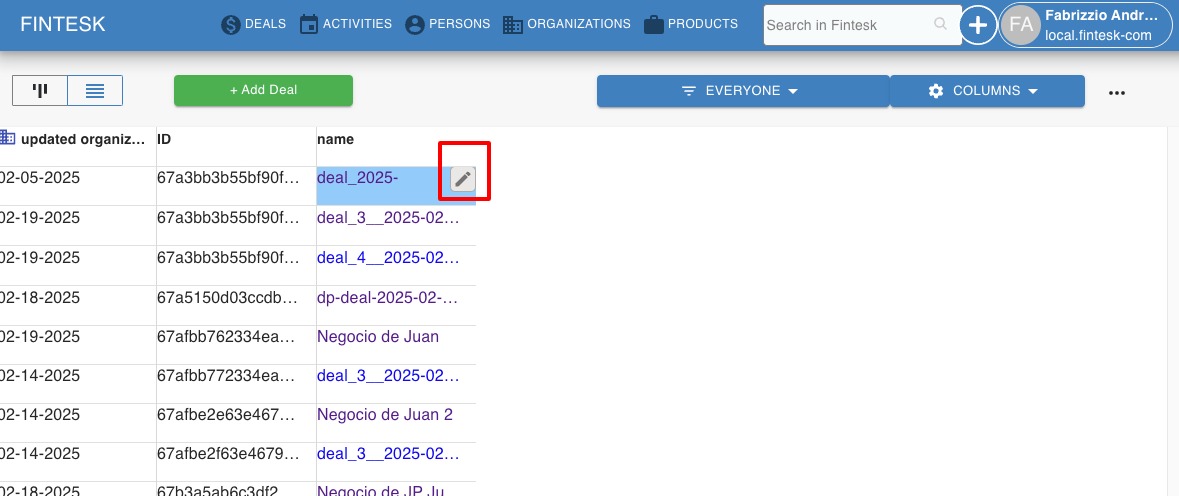 FINTESK
DEALS ACTIVITIES PERSONS ORGANIZATIONS PRODUCTS
Search in Fintesk
FA
Fabrizzio Andr...
local.fintesk-com
+ Add Deal
EVERYONE
COLUMNS
updated organiz... ID name
02-05-2025 67a3bb3b55bf90f... deal_2025-
02-19-2025 67a3bb3b55bf90f... deal_3__2025-02...
02-19-2025 67a3bb3b55bf90f... deal_4__2025-02...
02-18-2025 67a5150d03ccdb... dp-deal-2025-02-...
02-19-2025 67afbb762334ea... Negocio de Juan
02-14-2025 67afbb772334ea... deal_3__2025-02...
02-14-2025 67afbe2e63e467... Negocio de Juan 2
02-14-2025 67afbe2f63e4679... deal_3__2025-02...
02-18-2025 67b3a5ab6c3df2... Negocio de JP Ju...